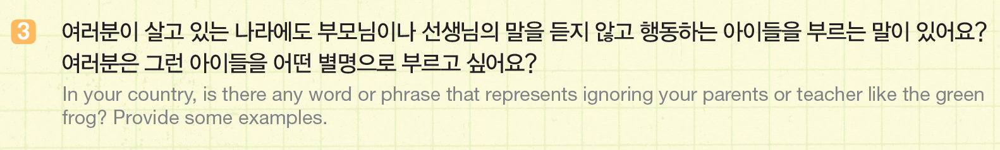 3 여러분이 살고 있는 나라에도 부모님이나 선생님의 말을 듣지 않고 행동하는 아이들을 부르는 말이 있어요?
여러분은 그런 아이들을 어떤 별명으로 부르고 싶어요?
In your country, is there any word or phrase that represents ignoring your parents or teacher like the green
frog? Provide some examples.